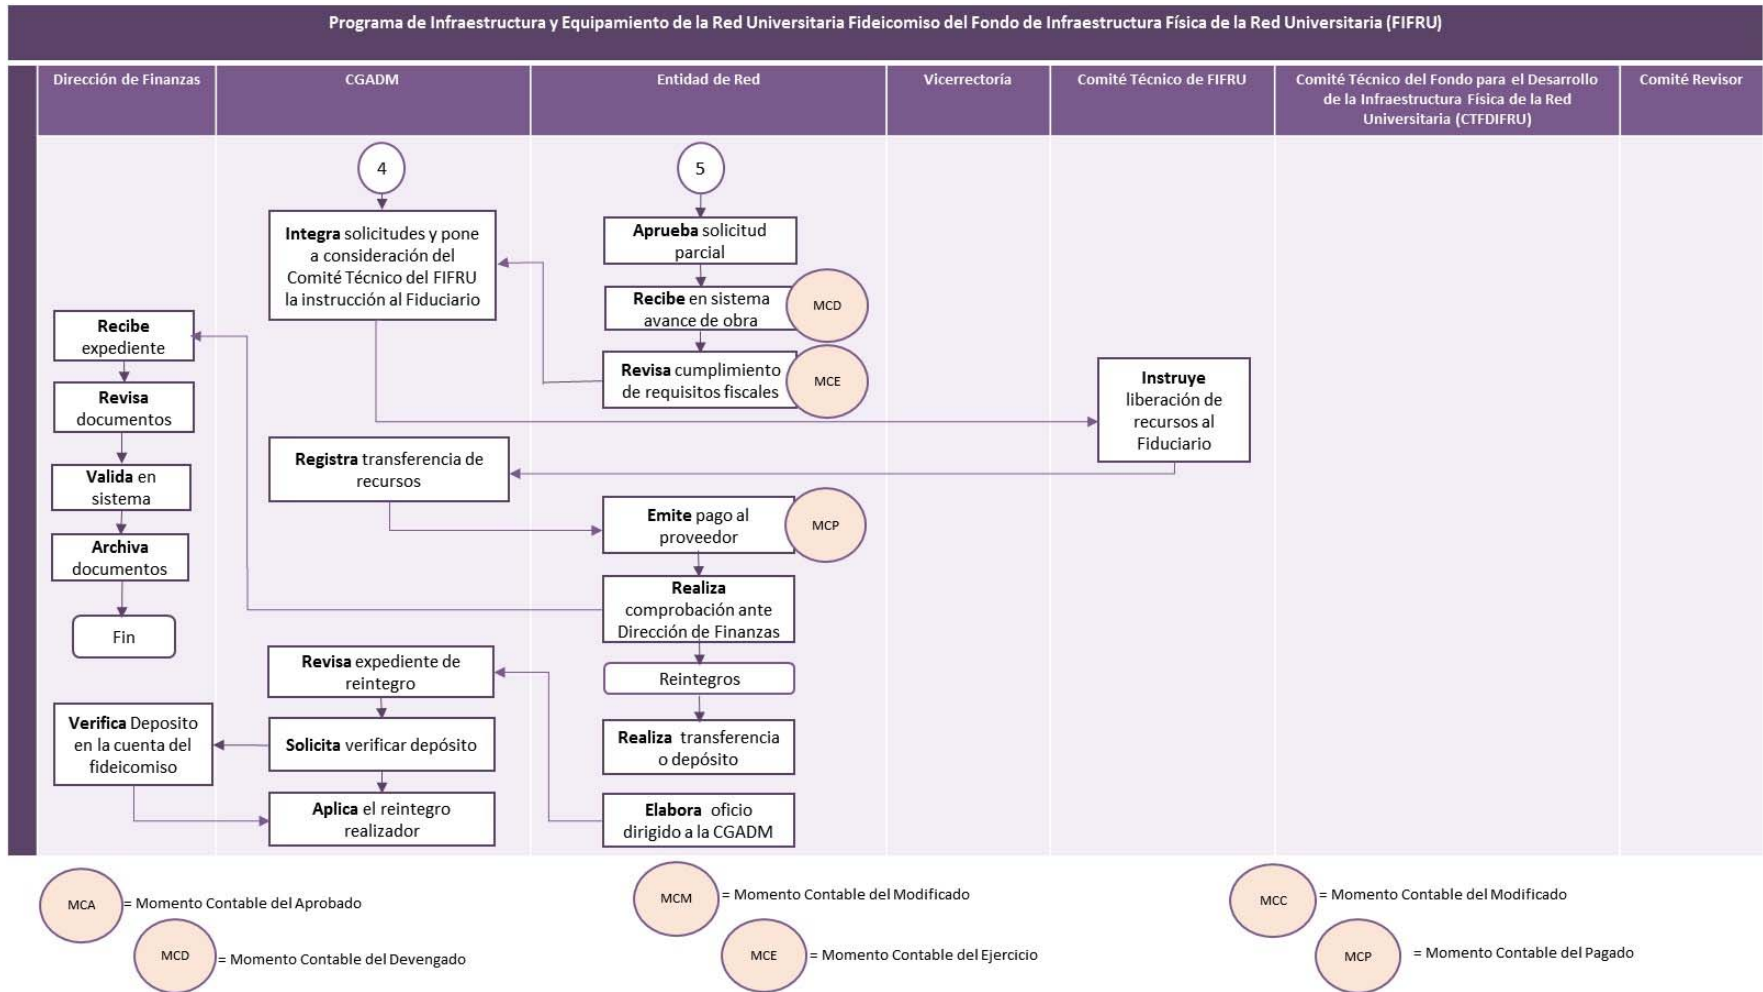 Programa de Infraestructura y Equipamiento de la Red Universitaria Fideicomiso del Fondo de Infraestructura Física de la Red Universitaria (FIFRU)
Dirección de Finanzas
CGADM
Entidad de Red
Vicerrectoría
Comité Técnico de FIFRU
Comité Técnico del Fondo para el Desarrollo
de la Infraestructura Física de la Red
Universitaria (CTFDIFRU)
Comité Revisor
Recibe
expediente
Revisa
documentos
Valida en
sistema
Archiva
documentos
Fin
Verifica Deposito
en la cuenta del
fideicomiso
4
Integra solicitudes y pone
a consideración del
Comité Técnico del FIFRU
la instrucción al Fiduciario
Registra transferencia de
recursos
Revisa expediente de
reintegro
Solicita verificar depósito
Aplica el reintegro
realizador
5
Aprueba solicitud
parcial
Recibe en sistema
avance de obra
MCD
Revisa cumplimiento
de requisitos fiscales
MCE
Emite pago al
proveedor
MCP
Realiza
comprobación ante
Dirección de Finanzas
Reintegros
Realiza transferencia
o depósito
Elabora oficio
dirigido a la CGADM
Instruye
liberación de
recursos al
Fiduciario
MCA = Momento Contable del Aprobado
MCM = Momento Contable del Modificado
MCC = Momento Contable del Modificado
MCD = Momento Contable del Devengado
MCE = Momento Contable del Ejercicio
MCP = Momento Contable del Pagado